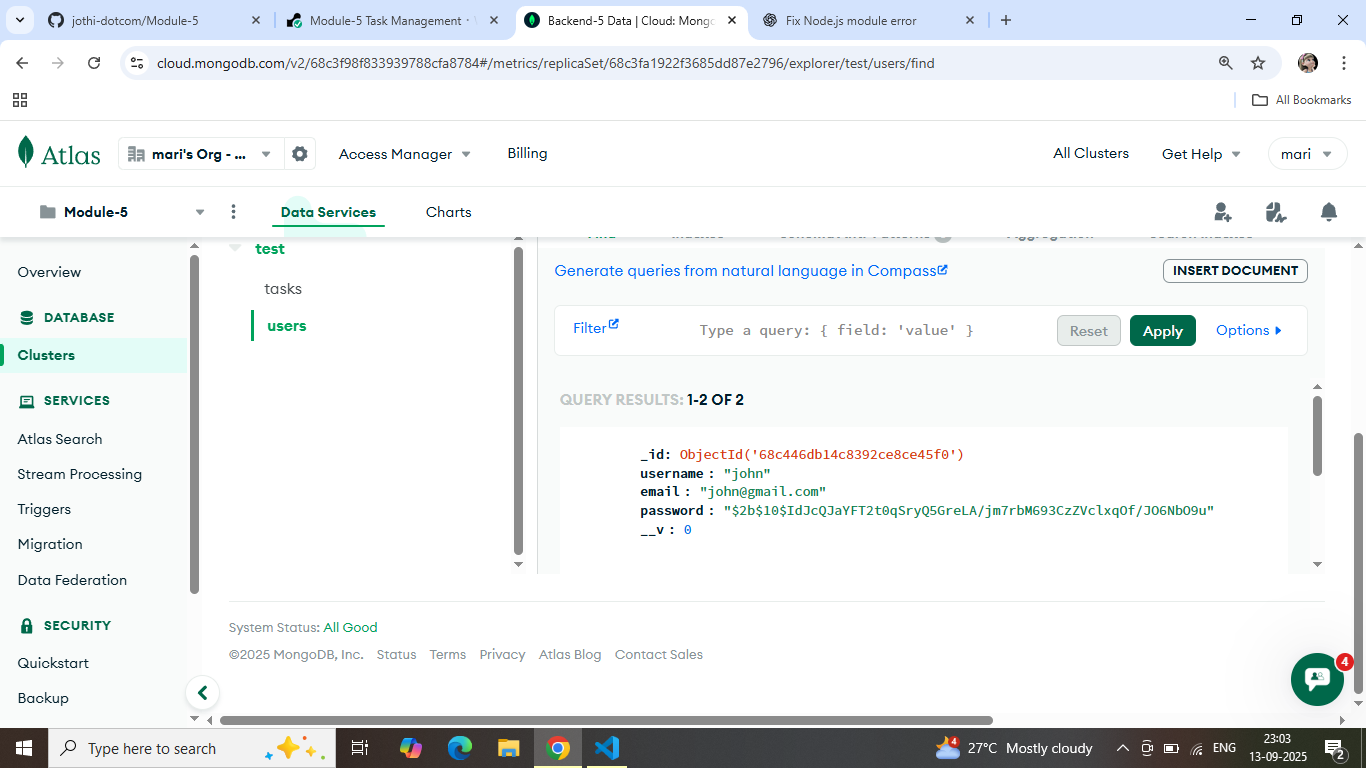 jothi-dotcom/Module-5
Module-5 Task Management ·
Backend-5 Data | Cloud: Mongo
Fix Node.js module error
cloud.mongodb.com/v2/68c3f98f833939788cfa8784#/metrics/replicaSet/68c3fa1922f3685dd87e2796/explorer/test/users/find
All Bookmarks
Atlas
mari's Org - ...
Access Manager
Billing
All Clusters
Get Help
mari
Module-5
Data Services
Charts
Overview
DATABASE
Clusters
SERVICES
Atlas Search
Stream Processing
Triggers
Migration
Data Federation
SECURITY
Quickstart
Backup
test
tasks
users
Generate queries from natural language in Compass
INSERT DOCUMENT
Filter
Type a query: { field: 'value' }
Reset
Apply
Options
QUERY RESULTS: 1-2 OF 2
_id: ObjectId('68c446db14c8392ce8ce45f0')
username : "john"
email : "john@gmail.com"
password : "$2b$10$IdJcQJaYFT2t0qSryQ5GreLA/jm7rbM693CzZVclxqOf/JO6NbO9u"
__v : 0
System Status: All Good
©2025 MongoDB, Inc. Status Terms Privacy Atlas Blog Contact Sales
4
Type here to search
4
27°C Mostly cloudy
ENG
23:03
13-09-2025
2